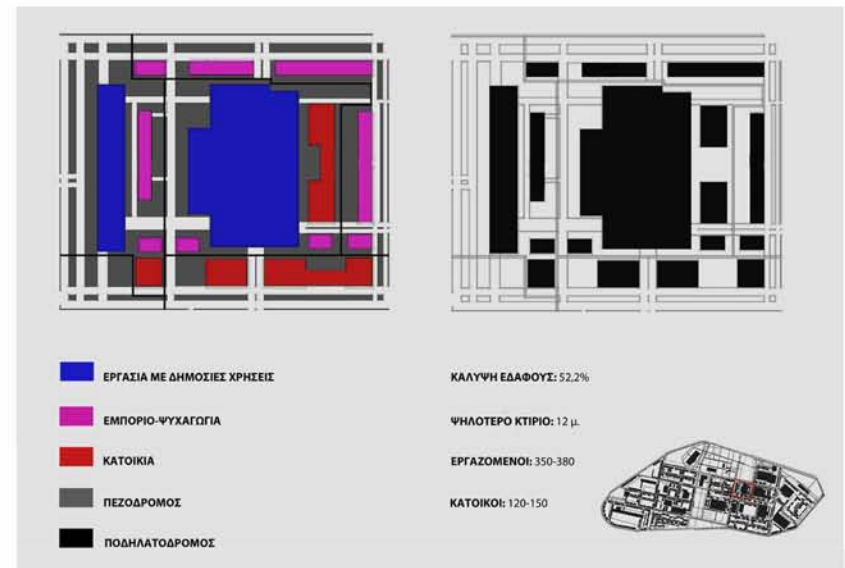 ΕΡΓΑΣΙΑ ΜΕ ΔΗΜΟΣΙΕΣ ΧΡΗΣΕΙΣ
ΕΜΠΟΡΙΟ-ΨΥΧΑΓΩΓΙΑ
ΚΑΤΟΙΚΙΑ
ΠΕΖΟΔΡΟΜΟΣ
ΠΟΔΗΛΑΤΟΔΡΟΜΟΣ
ΚΑΛΥΨΗ ΕΔΑΦΟΥΣ: 52,2%
ΨΗΛΟΤΕΡΟ ΚΤΙΡΙΟ: 12 μ.
ΕΡΓΑΖΟΜΕΝΟΙ: 350-380
ΚΑΤΟΙΚΟΙ: 120-150